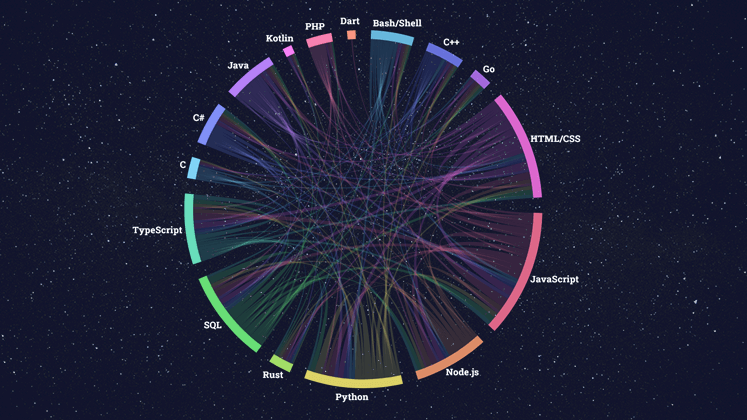 Dart
Bash/Shell
C++
Go
HTML/CSS
JavaScript
Node.js
Python
Rust
SQL
TypeScript
C
C#
Java
Kotlin
PHP